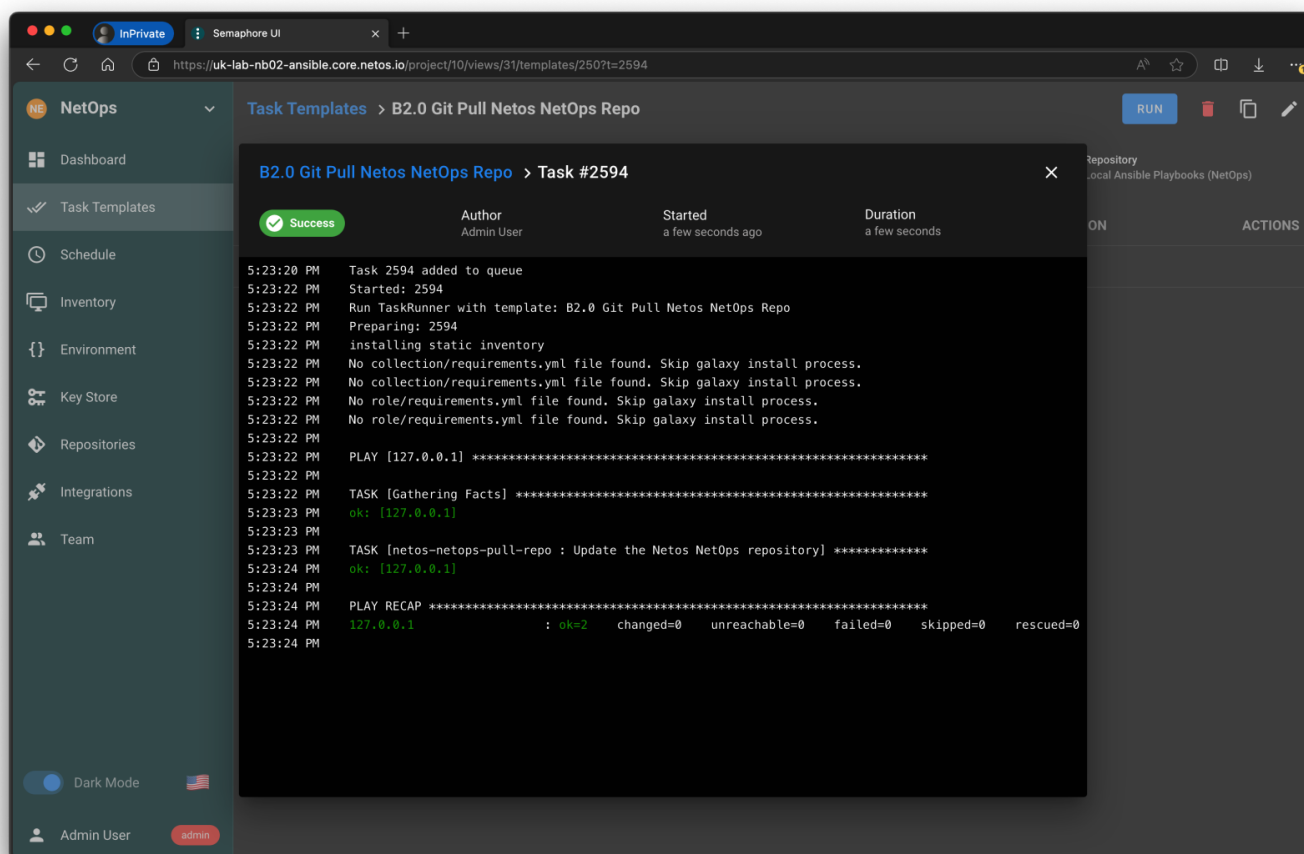 InPrivate
Semaphore UI
https://uk-lab-nb02-ansible.core.netos.io/project/10/views/31/templates/250?t=2594
NE NetOps
Task Templates > B2.0 Git Pull Netos NetOps Repo
RUN
Dashboard
Task Templates
Schedule
Inventory
Environment
Key Store
Repositories
Integrations
Team
Dark Mode
Admin User admin
Repository
Local Ansible Playbooks (NetOps)
ON ACTIONS
B2.0 Git Pull Netos NetOps Repo > Task #2594
Success
Author
Admin User
Started
a few seconds ago
Duration
a few seconds
5:23:20 PM Task 2594 added to queue
5:23:22 PM Started: 2594
5:23:22 PM Run TaskRunner with template: B2.0 Git Pull Netos NetOps Repo
5:23:22 PM Preparing: 2594
5:23:22 PM installing static inventory
5:23:22 PM No collection/requirements.yml file found. Skip galaxy install process.
5:23:22 PM No collection/requirements.yml file found. Skip galaxy install process.
5:23:22 PM No role/requirements.yml file found. Skip galaxy install process.
5:23:22 PM No role/requirements.yml file found. Skip galaxy install process.
5:23:22 PM
5:23:22 PM PLAY [127.0.0.1] ***************************************************************
5:23:22 PM
5:23:22 PM TASK [Gathering Facts] *********************************************************
5:23:23 PM ok: [127.0.0.1]
5:23:23 PM
5:23:23 PM TASK [netos-netops-pull-repo : Update the Netos NetOps repository] *************
5:23:24 PM ok: [127.0.0.1]
5:23:24 PM
5:23:24 PM PLAY RECAP *********************************************************************
5:23:24 PM 127.0.0.1 : ok=2 changed=0 unreachable=0 failed=0 skipped=0 rescued=0
5:23:24 PM